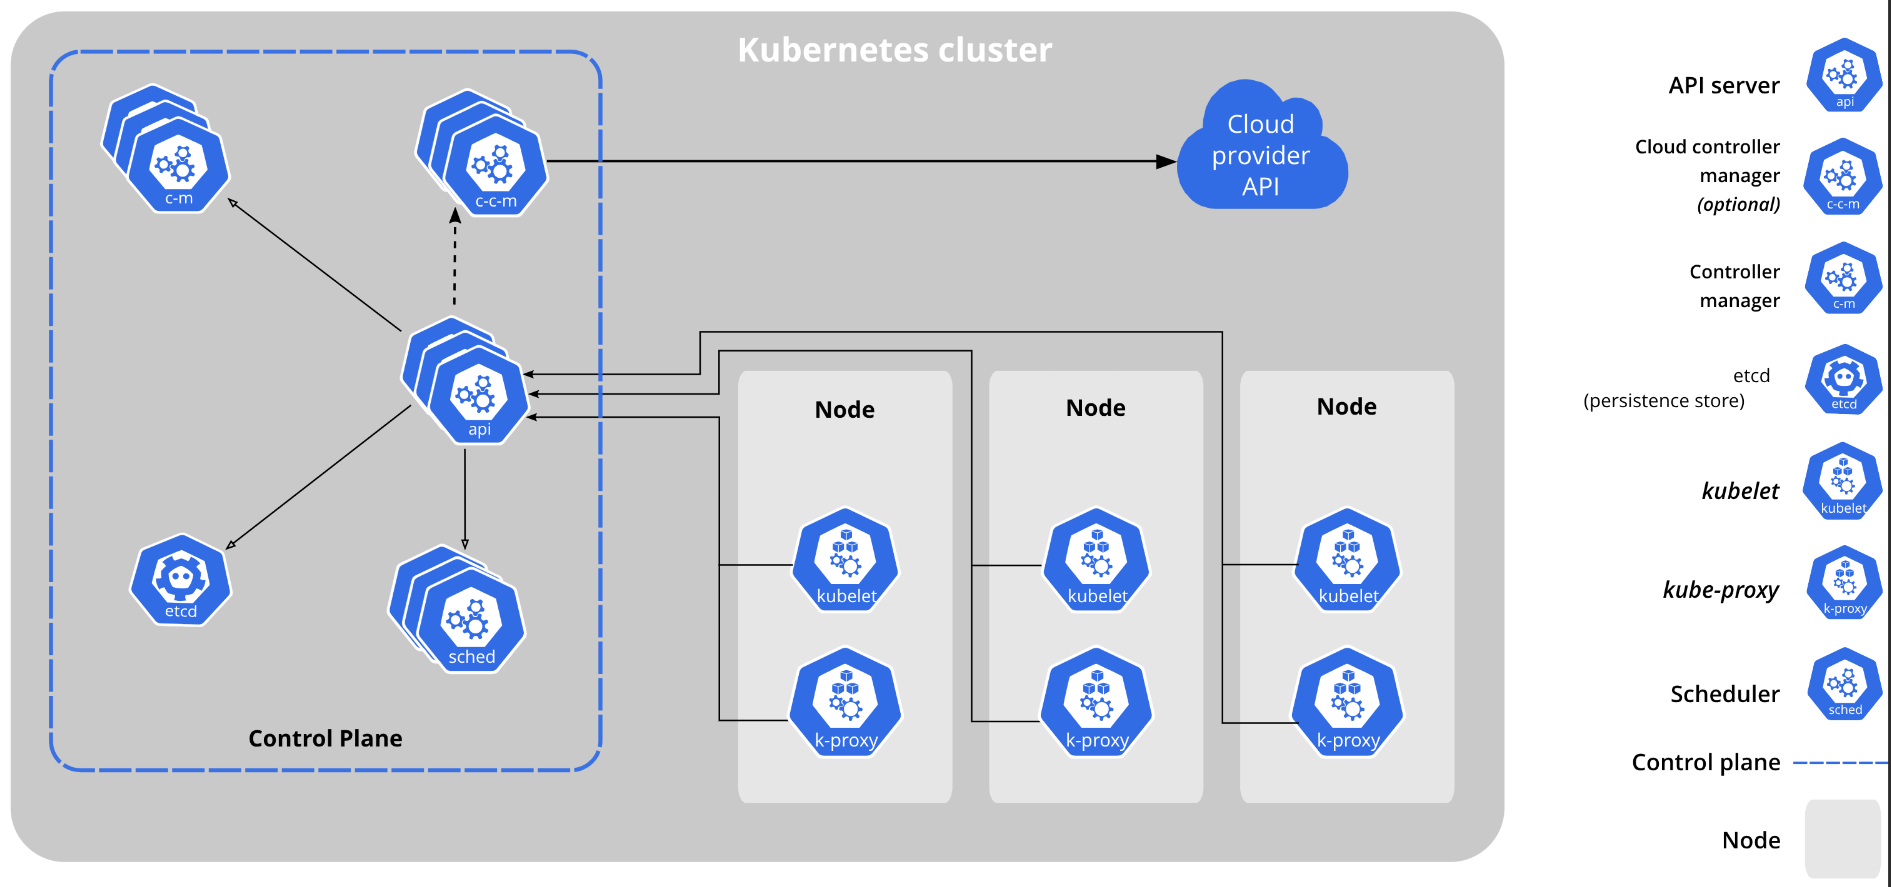 Kubernetes cluster
c-m
c-c-m
Cloud
provider
API
api
etcd
sched
Control Plane
Node
kubelet
k-proxy
Node
kubelet
k-proxy
Node
kubelet
k-proxy
API server
api
Cloud controller
manager
(optional)
c-c-m
Controller
manager
c-m
etcd
(persistence store)
etcd
kubelet
kubelet
kube-proxy
k-proxy
Scheduler
sched
Control plane
Node